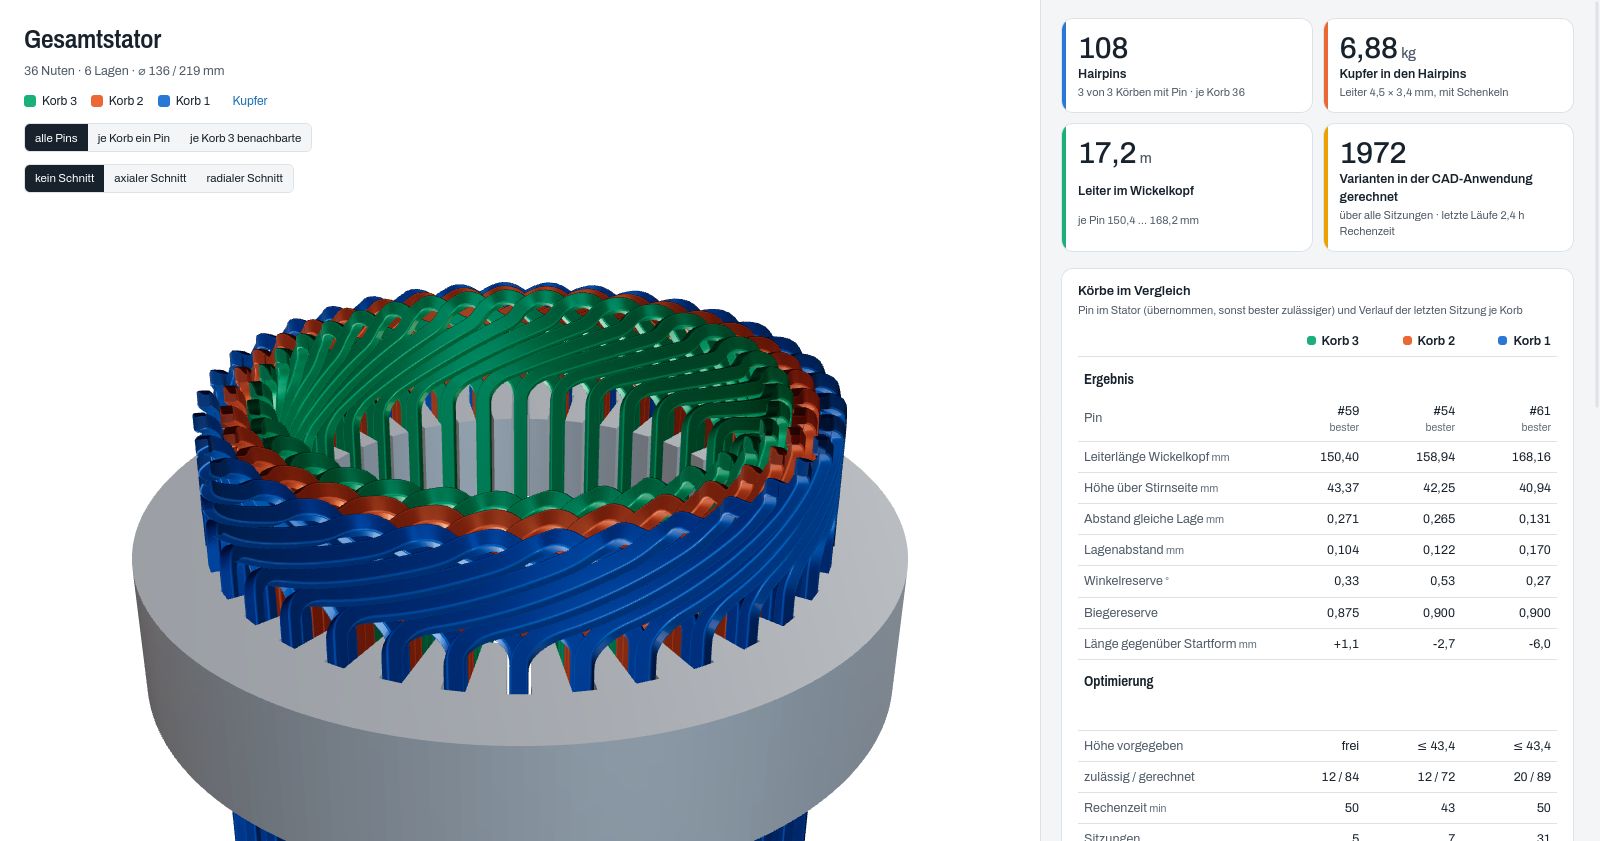 Gesamtstator
36 Nuten · 6 Lagen · ⌀ 136 / 219 mm
Korb 3 Korb 2 Korb 1 Kupfer
alle Pins je Korb ein Pin je Korb 3 benachbarte
kein Schnitt axialer Schnitt radialer Schnitt
108
Hairpins
3 von 3 Körben mit Pin · je Korb 36
6,88 kg
Kupfer in den Hairpins
Leiter 4,5 × 3,4 mm, mit Schenkeln
17,2 m
Leiter im Wickelkopf
je Pin 150,4 ... 168,2 mm
1972
Varianten in der CAD-Anwendung
gerechnet
über alle Sitzungen · letzte Läufe 2,4 h
Rechenzeit
Körbe im Vergleich
Pin im Stator (übernommen, sonst bester zulässiger) und Verlauf der letzten Sitzung je Korb
Korb 3 Korb 2 Korb 1
Ergebnis
Pin #59 #54 #61
bester bester bester
Leiterlänge Wickelkopf mm 150,40 158,94 168,16
Höhe über Stirnseite mm 43,37 42,25 40,94
Abstand gleiche Lage mm 0,271 0,265 0,131
Lagenabstand mm 0,104 0,122 0,170
Winkelreserve ° 0,33 0,53 0,27
Biegereserve 0,875 0,900 0,900
Länge gegenüber Startform mm +1,1 -2,7 -6,0
Optimierung
Höhe vorgegeben frei ≤ 43,4 ≤ 43,4
zulässig / gerechnet 12 / 84 12 / 72 20 / 89
Rechenzeit min 50 43 50
Sitzungen 5 7 31